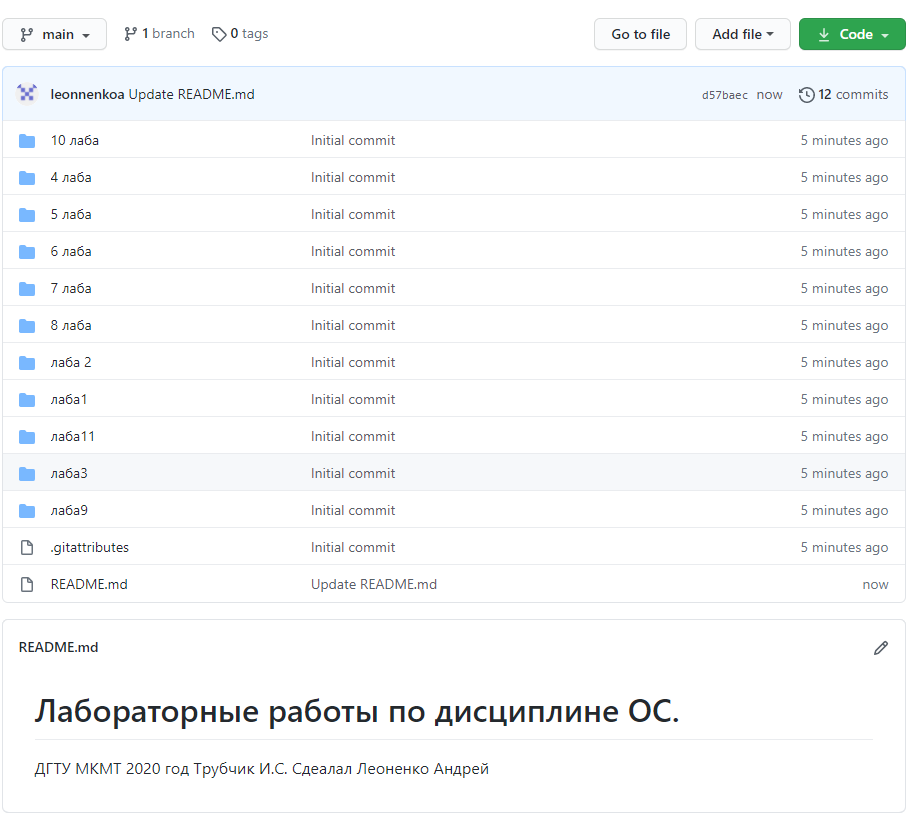 main 1 branch 0 tags Go to file Add file Code
leonnenkoa Update README.md d57baec now 12 commits
10 лаба Initial commit 5 minutes ago
4 лаба Initial commit 5 minutes ago
5 лаба Initial commit 5 minutes ago
6 лаба Initial commit 5 minutes ago
7 лаба Initial commit 5 minutes ago
8 лаба Initial commit 5 minutes ago
лаба 2 Initial commit 5 minutes ago
лаба1 Initial commit 5 minutes ago
лаба11 Initial commit 5 minutes ago
лаба3 Initial commit 5 minutes ago
лаба9 Initial commit 5 minutes ago
.gitattributes Initial commit 5 minutes ago
README.md Update README.md now
README.md
Лабораторные работы по дисциплине ОС.
ДГТУ МКМТ 2020 год Трубчик И.С. Сдеалал Леоненко Андрей